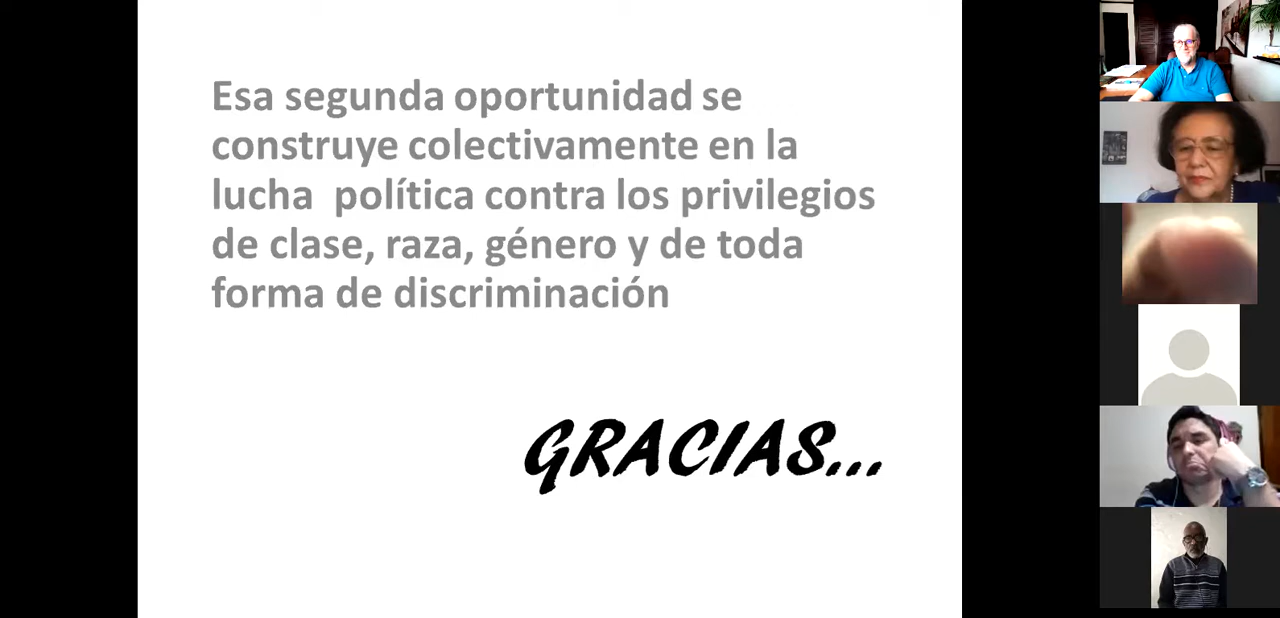 Esa segunda oportunidad se
construye colectivamente en la
lucha  política contra los privilegios
de clase, raza, género y de toda
forma de discriminación
GRACIAS...